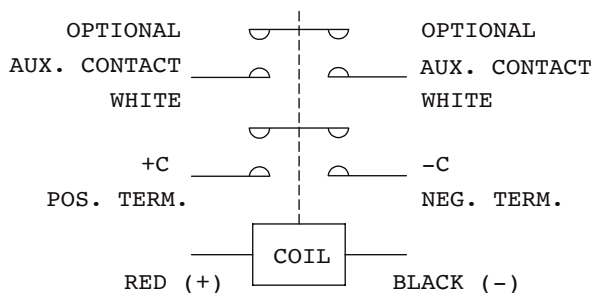 OPTIONAL OPTIONAL
AUX. CONTACT AUX. CONTACT
WHITE WHITE
+C -C
POS. TERM. NEG. TERM.
COIL
RED (+) BLACK (-)